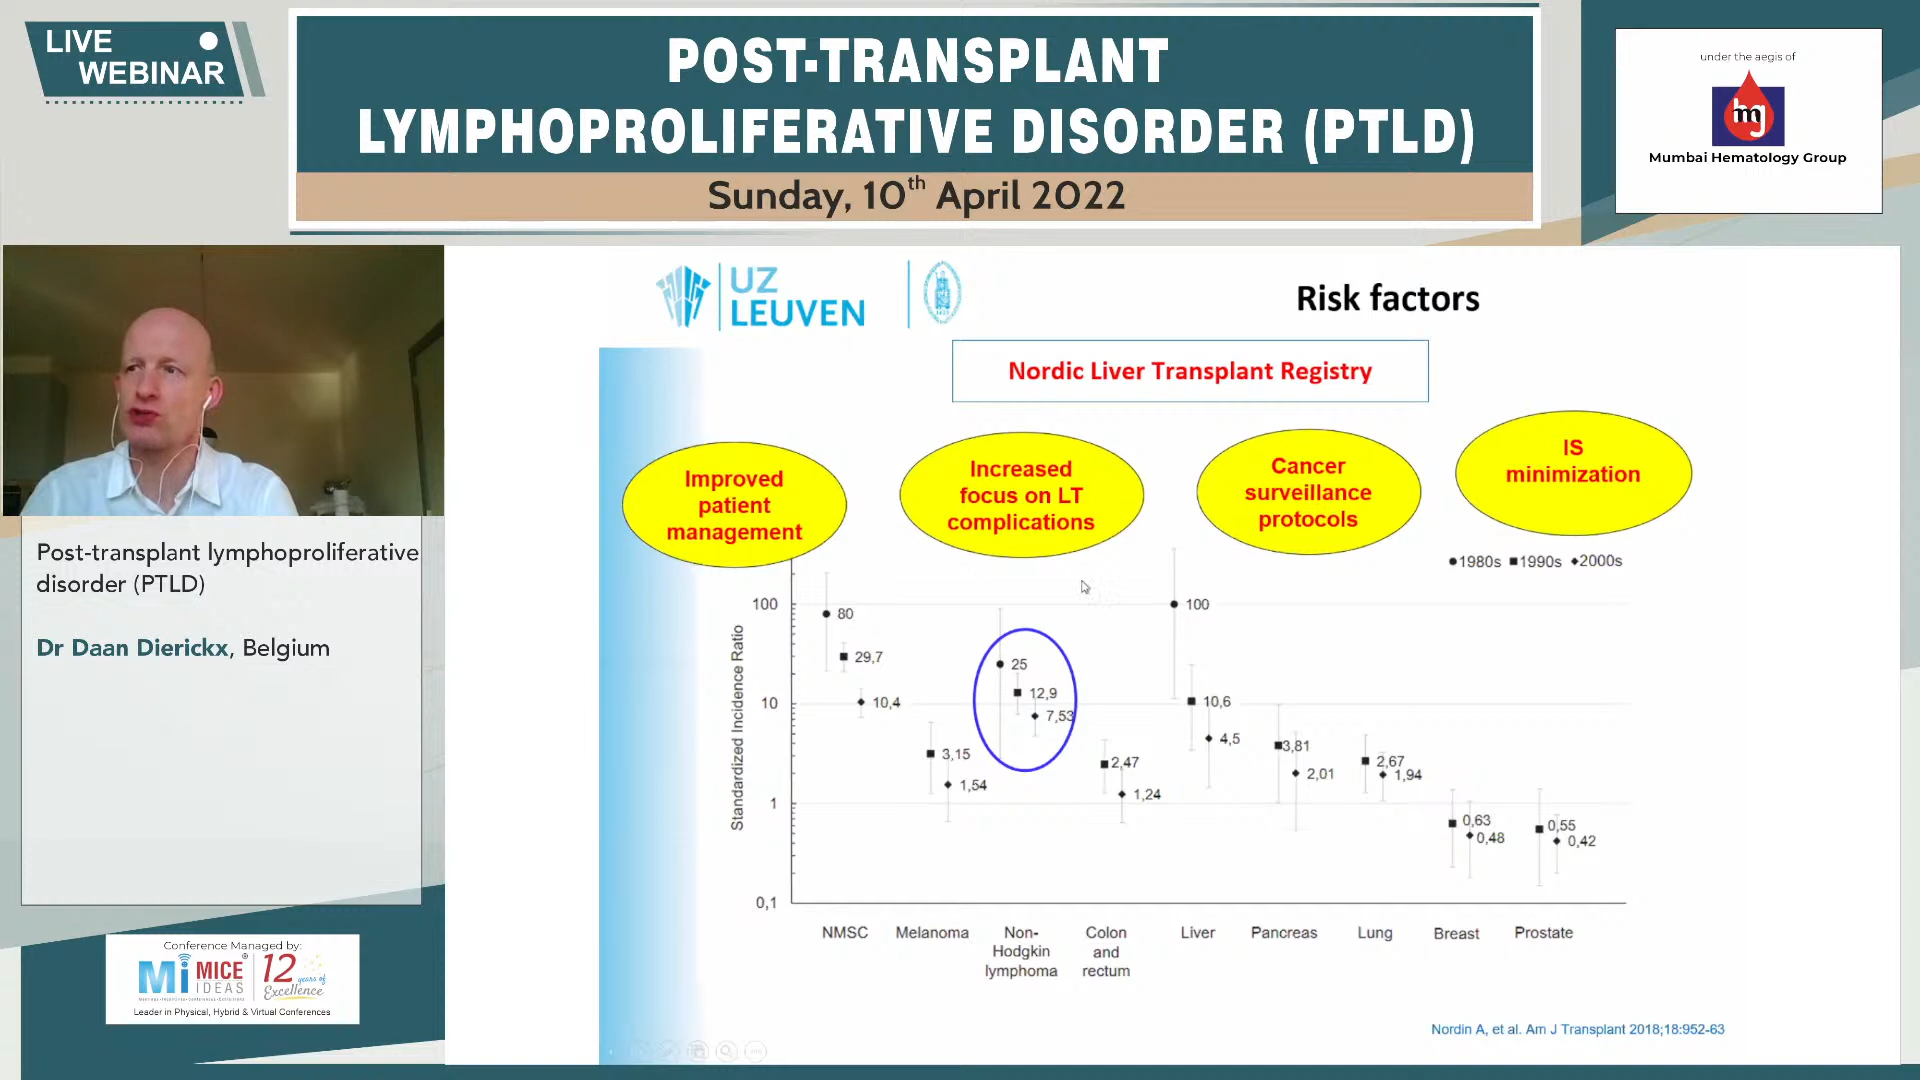 LIVE
WEBINAR
POST-TRANSPLANT
LYMPHOPROLIFERATIVE DISORDER (PTLD)
Sunday, 10th April 2022
under the aegis of
hg
Mumbai Hematology Group
UZ
LEUVEN
Risk factors
Nordic Liver Transplant Registry
Improved
patient
management
Increased
focus on LT
complications
Cancer
surveillance
protocols
IS
minimization
Post-transplant lymphoproliferative
disorder (PTLD)
Dr Daan Dierickx, Belgium
1980s 1990s 2000s
Standardized Incidence Ratio
100
10
1
0,1
80
29,7
10,4
3,15
1,54
25
12,9
7,53
2,47
1,24
100
10,6
4,5
3,81
2,01
2,67
1,94
0,63
0,48
0,55
0,42
NMSC
Melanoma
Non-
Hodgkin
lymphoma
Colon
and
rectum
Liver
Pancreas
Lung
Breast
Prostate
Nordin A, et al. Am J Transplant 2018;18:952-63
Conference Managed by:
Mi MICE
IDEAS
12 years of
Excellence
Leader in Physical, Hybrid & Virtual Conferences